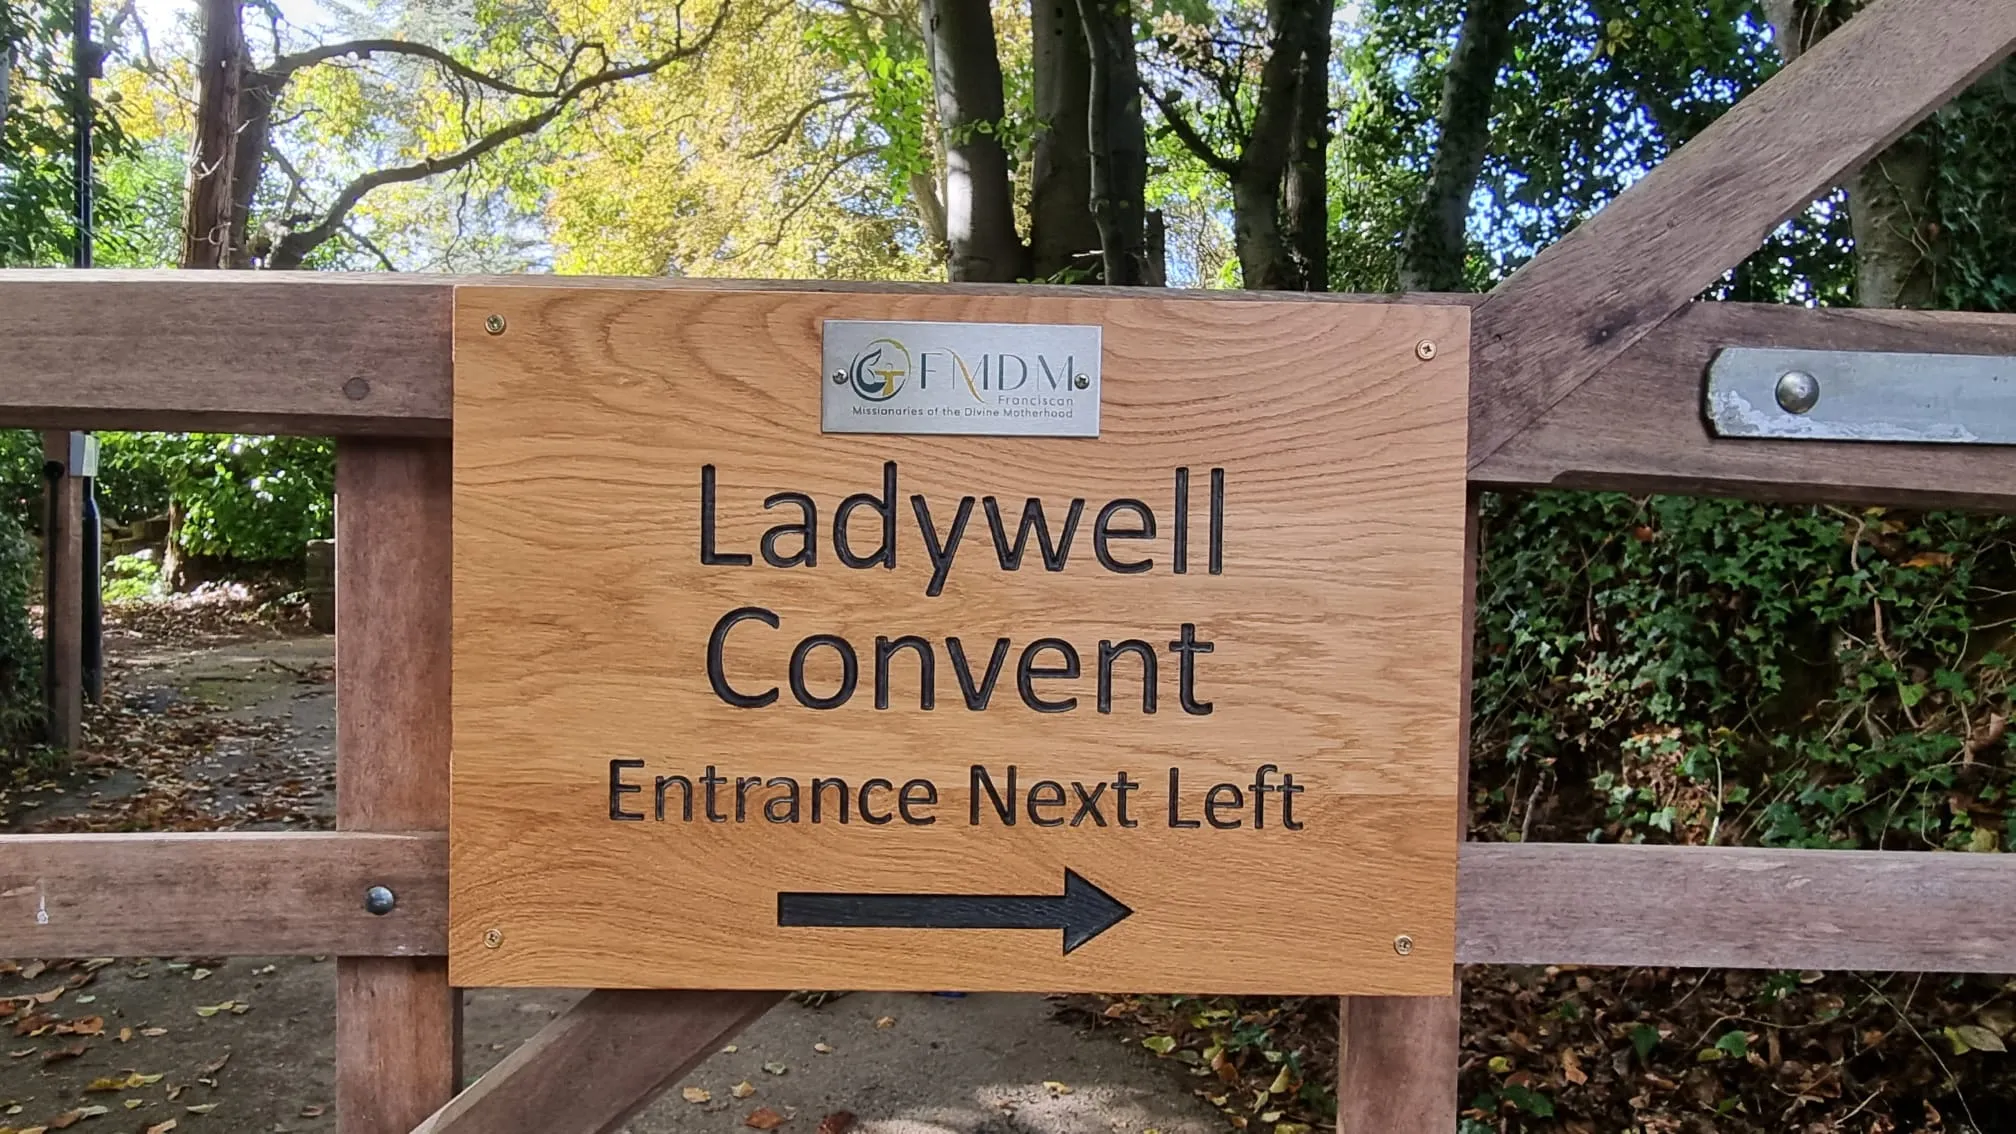 FMDM
Franciscan
Missionaries of the Divine Motherhood
Ladywell
Convent
Entrance Next Left